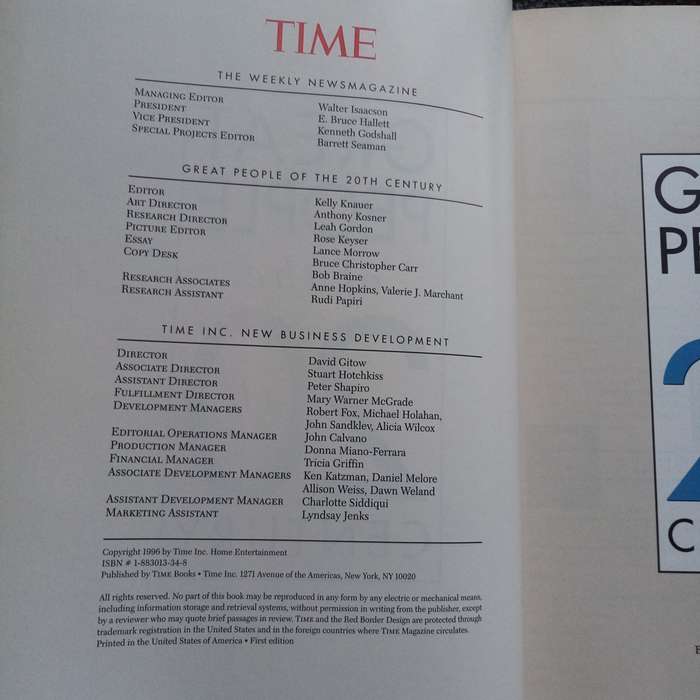 TIME
THE WEEKLY NEWSMAGAZINE
MANAGING EDITOR Walter Isaacson
PRESIDENT E. Bruce Hallett
VICE PRESIDENT Kenneth Godshall
SPECIAL PROJECTS EDITOR Barrett Seaman
GREAT PEOPLE OF THE 20TH CENTURY
EDITOR Kelly Knauer
ART DIRECTOR Anthony Kosner
RESEARCH DIRECTOR Leah Gordon
PICTURE EDITOR Rose Keyser
ESSAY Lance Morrow
COPY DESK Bruce Christopher Carr
Bob Braine
RESEARCH ASSOCIATES Anne Hopkins, Valerie J. Marchant
RESEARCH ASSISTANT Rudi Papiri
TIME INC. NEW BUSINESS DEVELOPMENT
DIRECTOR David Gitow
ASSOCIATE DIRECTOR Stuart Hotchkiss
ASSISTANT DIRECTOR Peter Shapiro
FULFILLMENT DIRECTOR Mary Warner McGrade
DEVELOPMENT MANAGERS Robert Fox, Michael Holahan,
John Sandklev, Alicia Wilcox
EDITORIAL OPERATIONS MANAGER John Calvano
PRODUCTION MANAGER Donna Miano-Ferrara
FINANCIAL MANAGER Tricia Griffin
ASSOCIATE DEVELOPMENT MANAGERS Ken Katzman, Daniel Melore
Allison Weiss, Dawn Weland
ASSISTANT DEVELOPMENT MANAGER Charlotte Siddiqui
MARKETING ASSISTANT Lyndsay Jenks
Copyright 1996 by Time Inc. Home Entertainment
ISBN # 1-883013-34-8
Published by TIME Books • Time Inc. 1271 Avenue of the Americas, New York, NY 10020
All rights reserved. No part of this book may be reproduced in any form by any electric or mechanical means,
including information storage and retrieval systems, without permission in writing from the publisher, except
by a reviewer who may quote brief passages in review. TIME and the Red Border Design are protected through
trademark registration in the United States and in the foreign countries where TIME Magazine circulates.
Printed in the United States of America • First edition
G
P
2
C